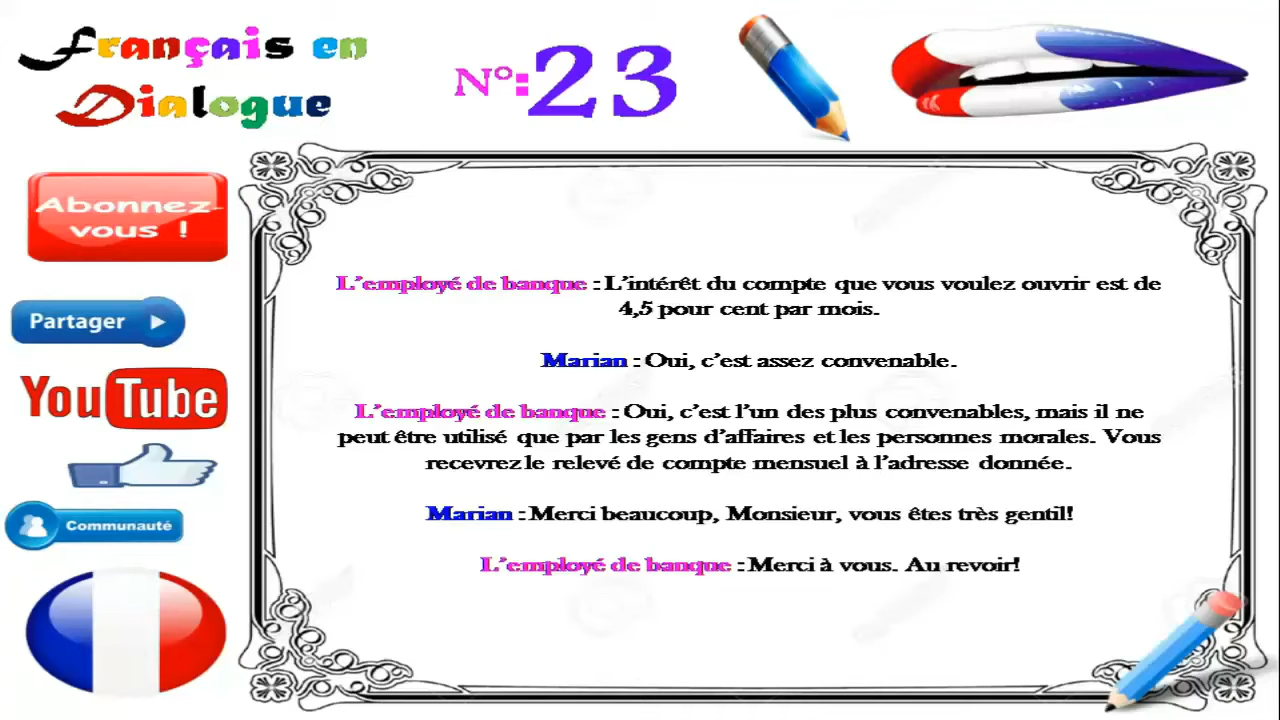 Français en
Dialogue
N°:23
Abonnez-
vous !
Partager
YouTube
Communauté
L'employé de banque : L'intérêt du compte que vous voulez ouvrir est de
4,5 pour cent par mois.
Marian : Oui, c'est assez convenable.
L'employé de banque : Oui, c'est l'un des plus convenables, mais il ne
peut être utilisé que par les gens d'affaires et les personnes morales. Vous
recevrez le relevé de compte mensuel à l'adresse donnée.
Marian : Merci beaucoup, Monsieur, vous êtes très gentil!
L'employé de banque : Merci à vous. Au revoir!